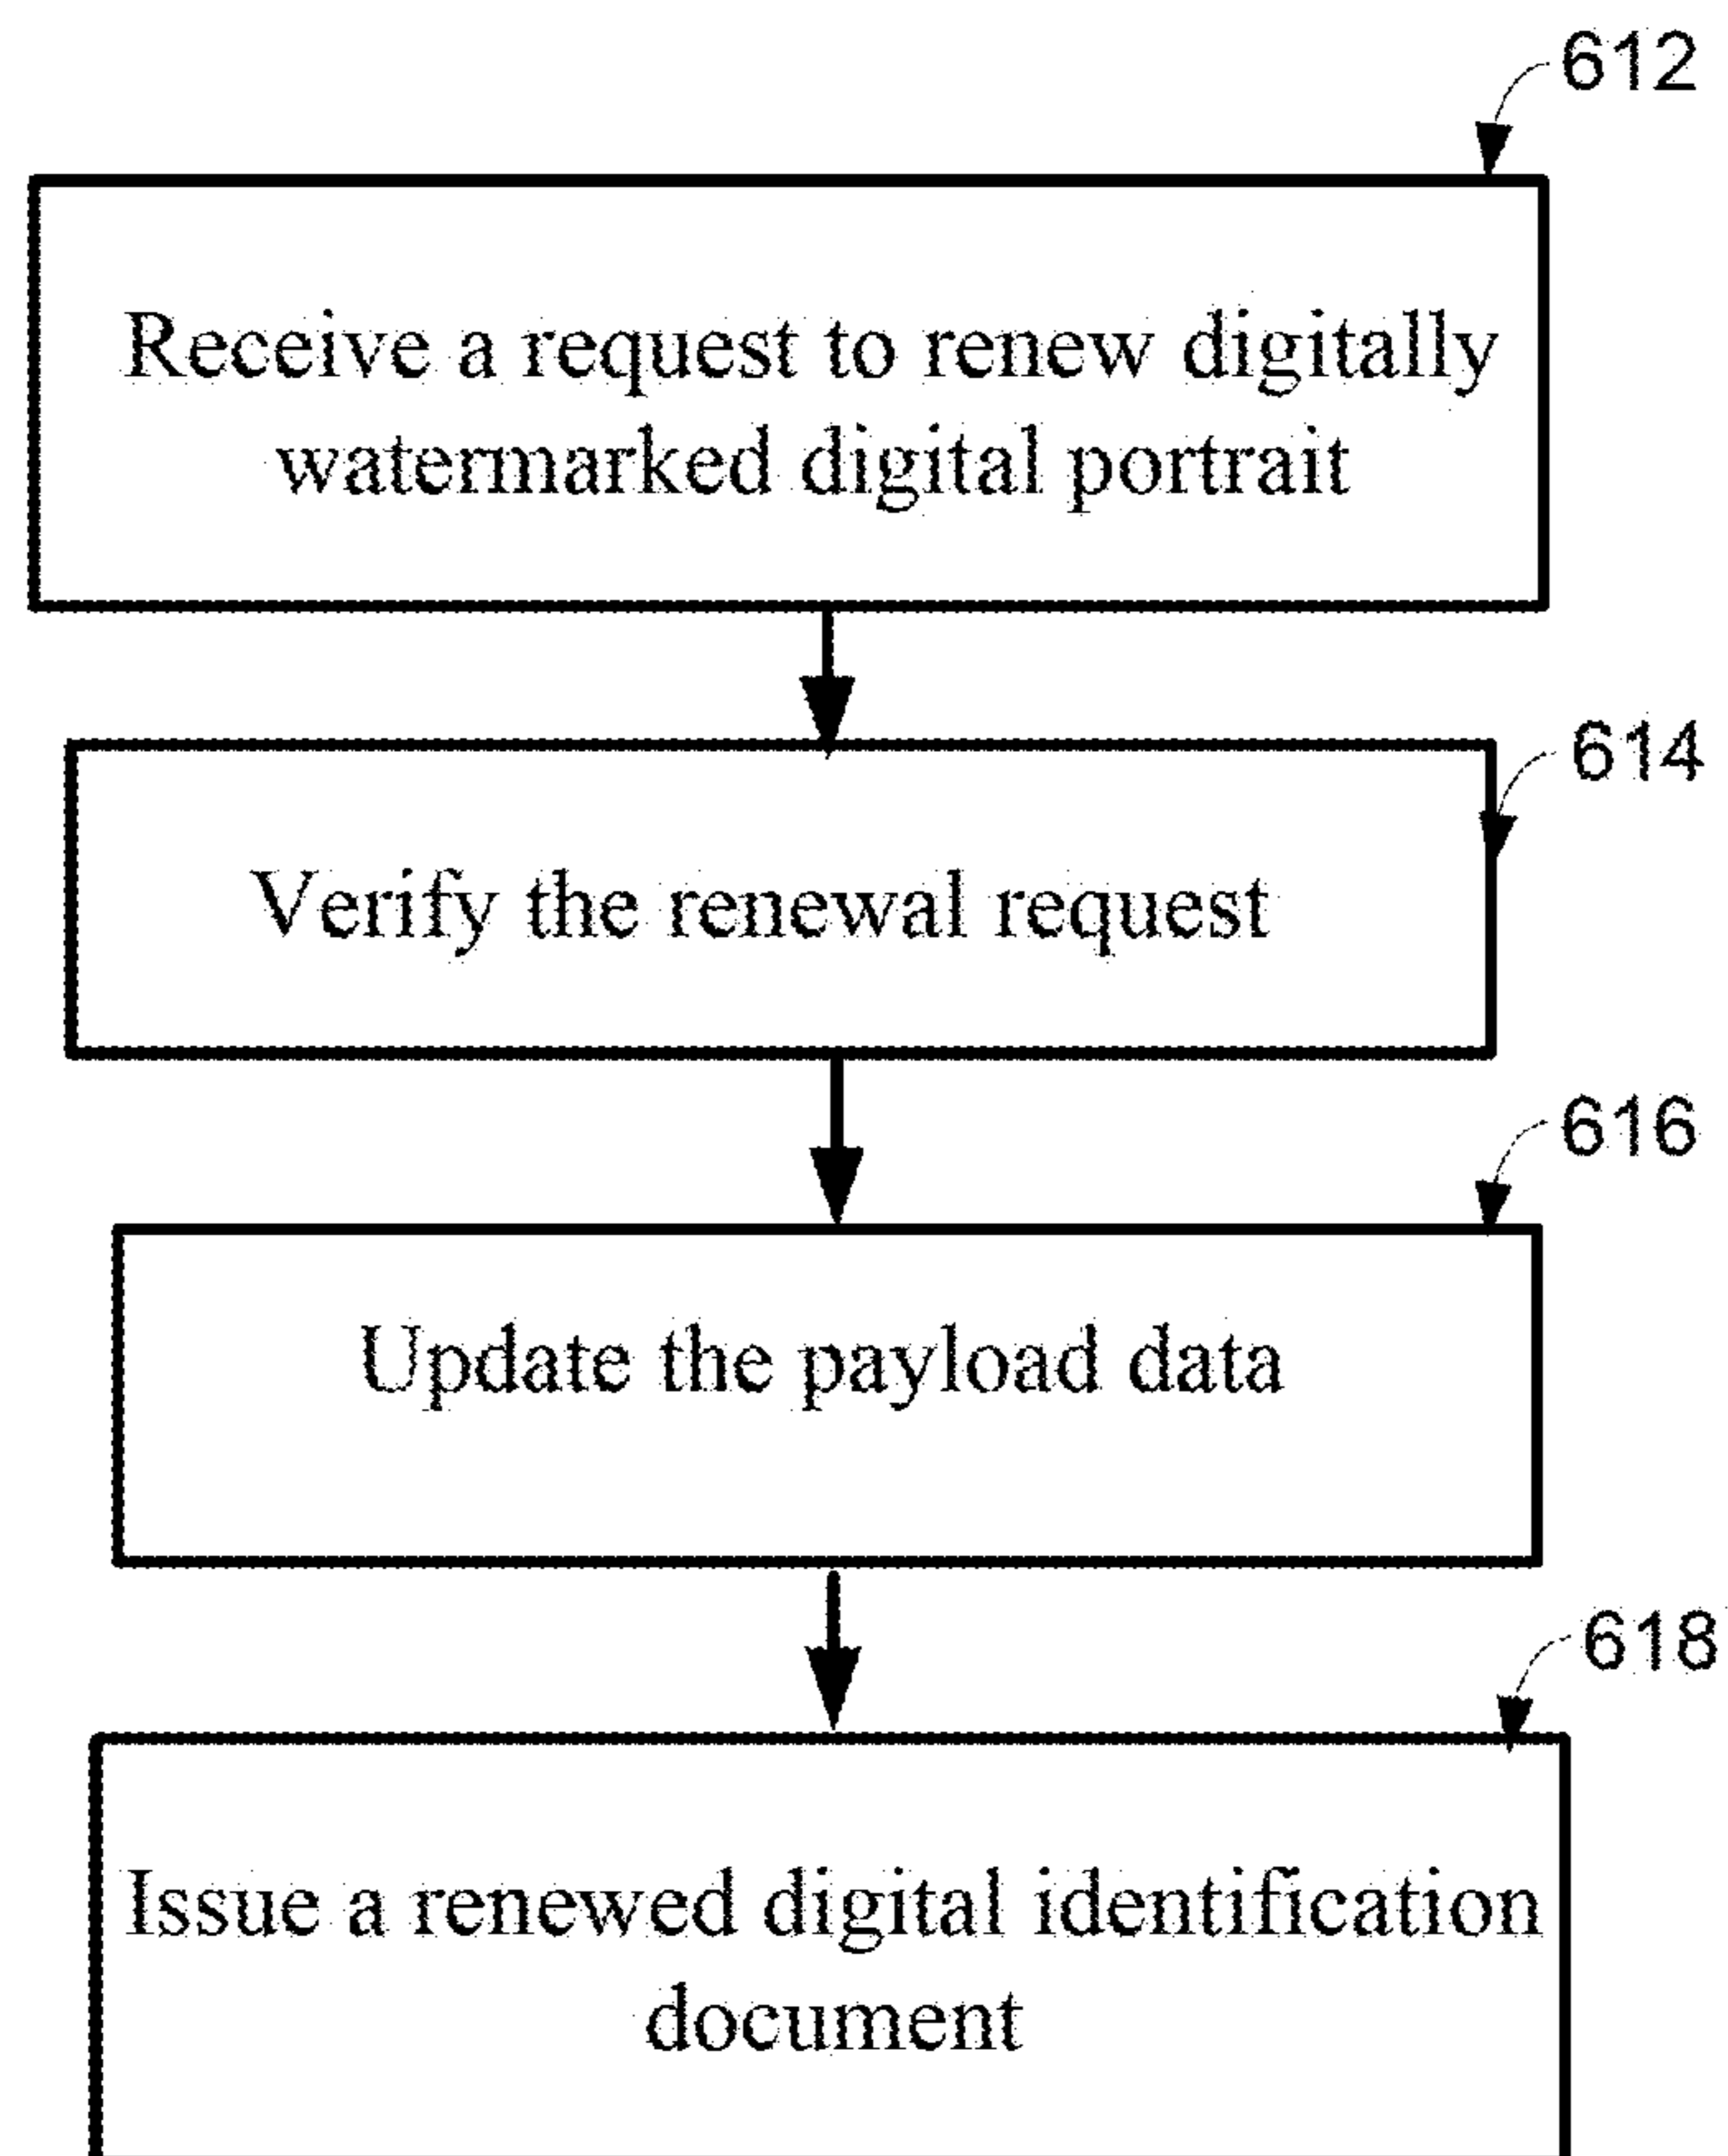 612
Receive a request to renew digitally
watermarked digital portrait
614
Verify the renewal request
616
Update the payload data
618
Issue a renewed digital identification
document